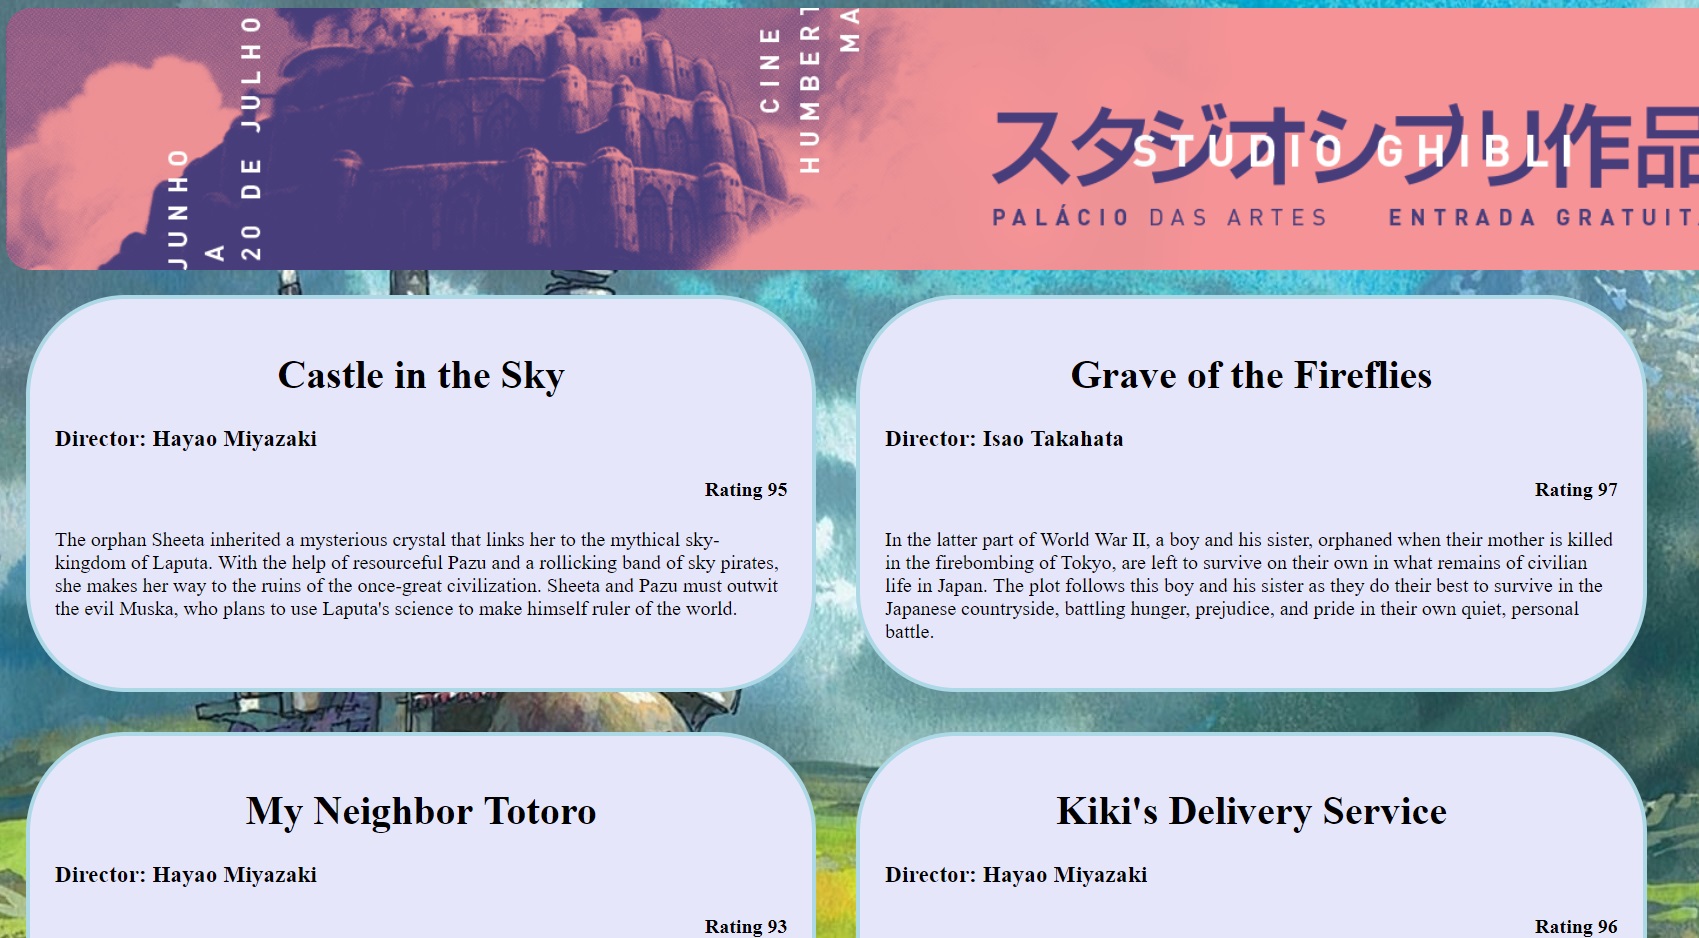 JUNHO
A
20 DE JULHO
CINE
スタジオジブリ作品
STUDIO GHIBLI
PALÁCIO DAS ARTES ENTRADA
Castle in the Sky
Director: Hayao Miyazaki
Rating 95
The orphan Sheeta inherited a mysterious crystal that links her to the mythical sky-
kingdom of Laputa. With the help of resourceful Pazu and a rollicking band of sky pirates,
she makes her way to the ruins of the once-great civilization. Sheeta and Pazu must outwit
the evil Muska, who plans to use Laputa's science to make himself ruler of the world.
Grave of the Fireflies
Director: Isao Takahata
Rating 97
In the latter part of World War II, a boy and his sister, orphaned when their mother is killed
in the firebombing of Tokyo, are left to survive on their own in what remains of civilian
life in Japan. The plot follows this boy and his sister as they do their best to survive in the
Japanese countryside, battling hunger, prejudice, and pride in their own quiet, personal
battle.
My Neighbor Totoro
Director: Hayao Miyazaki
Rating 93
Kiki's Delivery Service
Director: Hayao Miyazaki
Rating 96